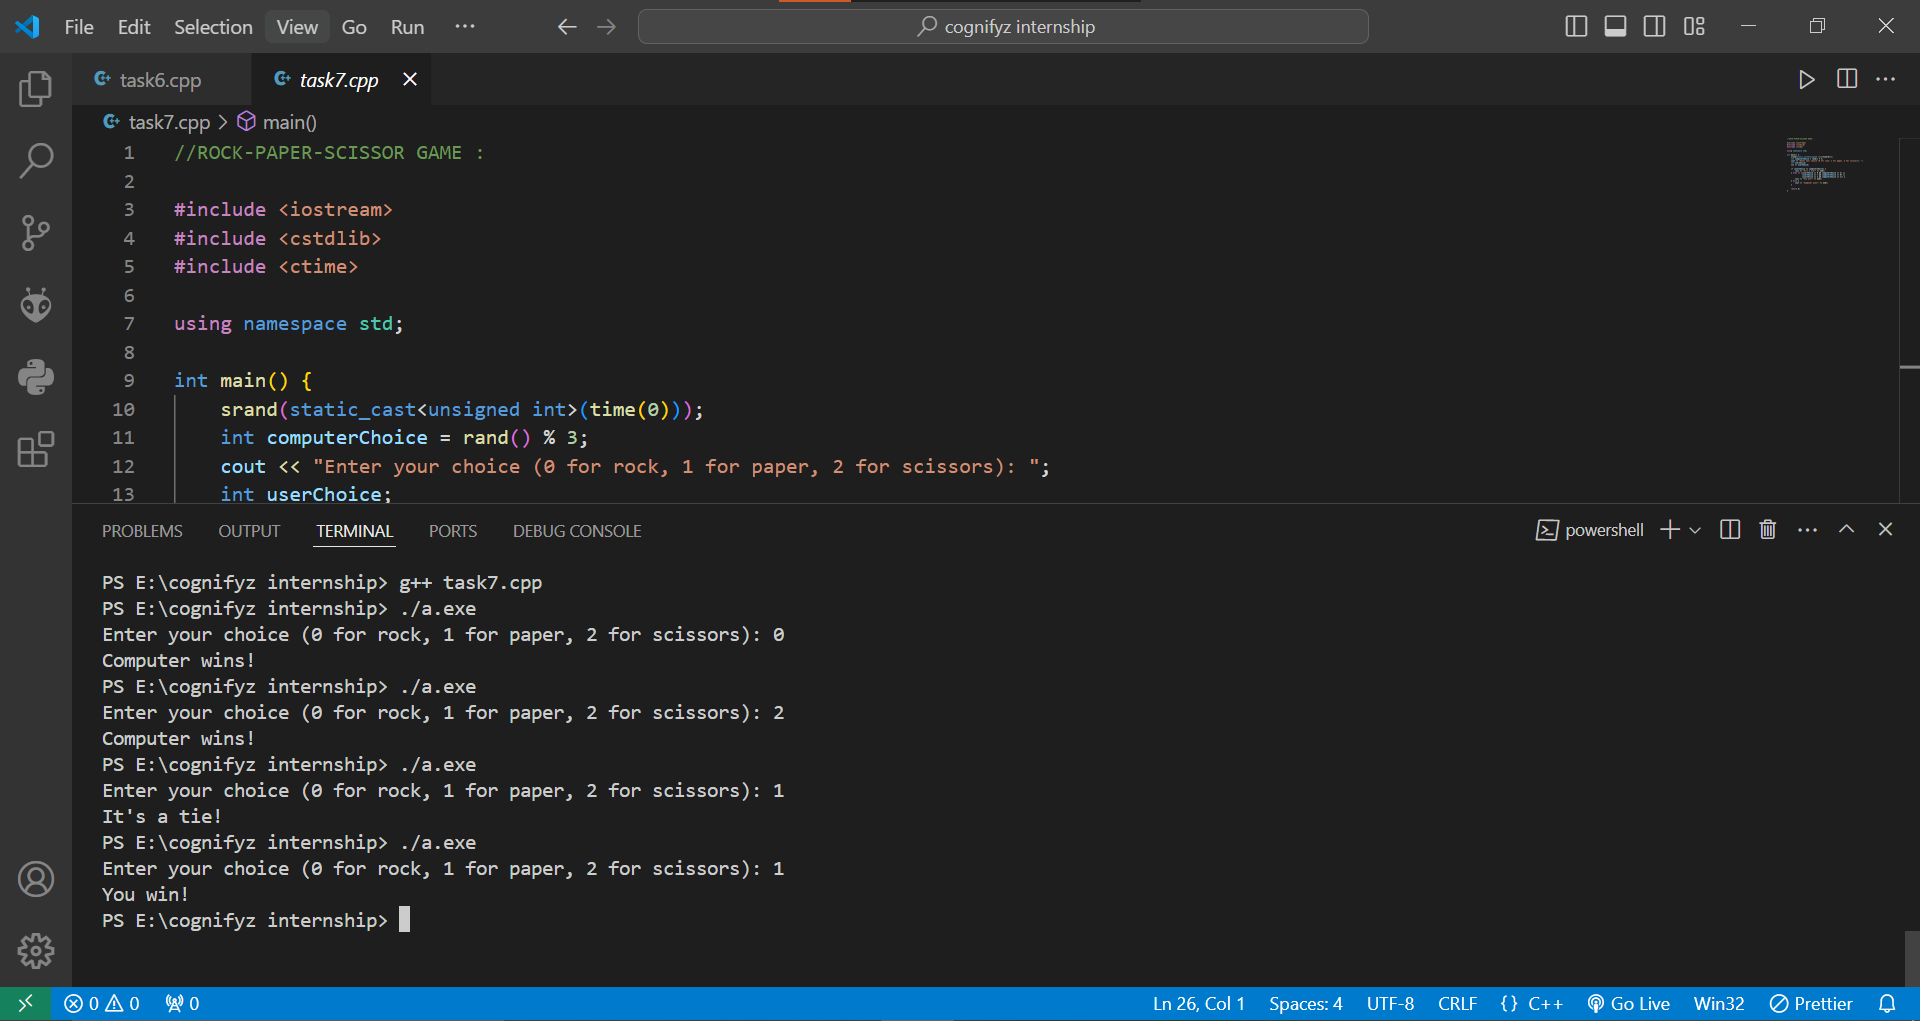 File Edit Selection View Go Run ··· cognifyz internship
task6.cpp task7.cpp
task7.cpp > main()
1 //ROCK-PAPER-SCISSOR GAME :
2
3 #include <iostream>
4 #include <cstdlib>
5 #include <ctime>
6
7 using namespace std;
8
9 int main() {
10 srand(static_cast<unsigned int>(time(0)));
11 int computerChoice = rand() % 3;
12 cout << "Enter your choice (0 for rock, 1 for paper, 2 for scissors): ";
13 int userChoice;
PROBLEMS OUTPUT TERMINAL PORTS DEBUG CONSOLE powershell
PS E:\cognifyz internship> g++ task7.cpp
PS E:\cognifyz internship> ./a.exe
Enter your choice (0 for rock, 1 for paper, 2 for scissors): 0
Computer wins!
PS E:\cognifyz internship> ./a.exe
Enter your choice (0 for rock, 1 for paper, 2 for scissors): 2
Computer wins!
PS E:\cognifyz internship> ./a.exe
Enter your choice (0 for rock, 1 for paper, 2 for scissors): 1
It's a tie!
PS E:\cognifyz internship> ./a.exe
Enter your choice (0 for rock, 1 for paper, 2 for scissors): 1
You win!
PS E:\cognifyz internship>
0 0 0 Ln 26, Col 1 Spaces: 4 UTF-8 CRLF {} C++ Go Live Win32 Prettier